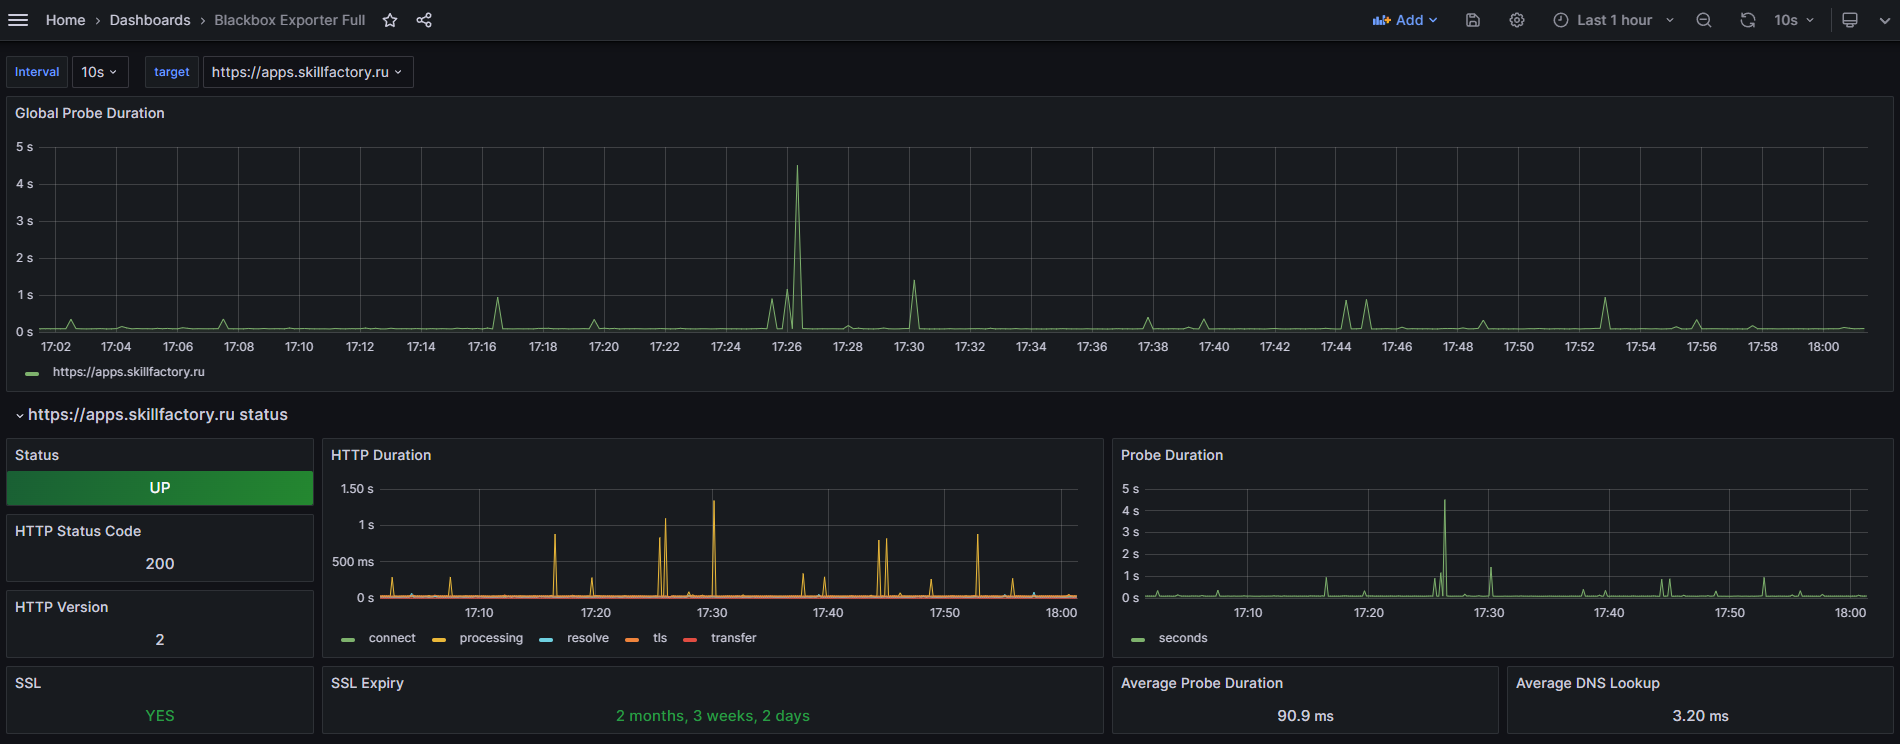 Home › Dashboards › Blackbox Exporter Full
Add
Last 1 hour
10s
Interval 10s target https://apps.skillfactory.ru
Global Probe Duration
5 s
4 s
3 s
2 s
1 s
0 s
17:02 17:04 17:06 17:08 17:10 17:12 17:14 17:16 17:18 17:20 17:22 17:24 17:26 17:28 17:30 17:32 17:34 17:36 17:38 17:40 17:42 17:44 17:46 17:48 17:50 17:52 17:54 17:56 17:58 18:00
https://apps.skillfactory.ru
https://apps.skillfactory.ru status
Status
UP
HTTP Status Code
200
HTTP Version
2
SSL
YES
HTTP Duration
1.50 s
1 s
500 ms
0 s
17:10 17:20 17:30 17:40 17:50 18:00
connect processing resolve tls transfer
SSL Expiry
2 months, 3 weeks, 2 days
Probe Duration
5 s
4 s
3 s
2 s
1 s
0 s
17:10 17:20 17:30 17:40 17:50 18:00
seconds
Average Probe Duration
90.9 ms
Average DNS Lookup
3.20 ms